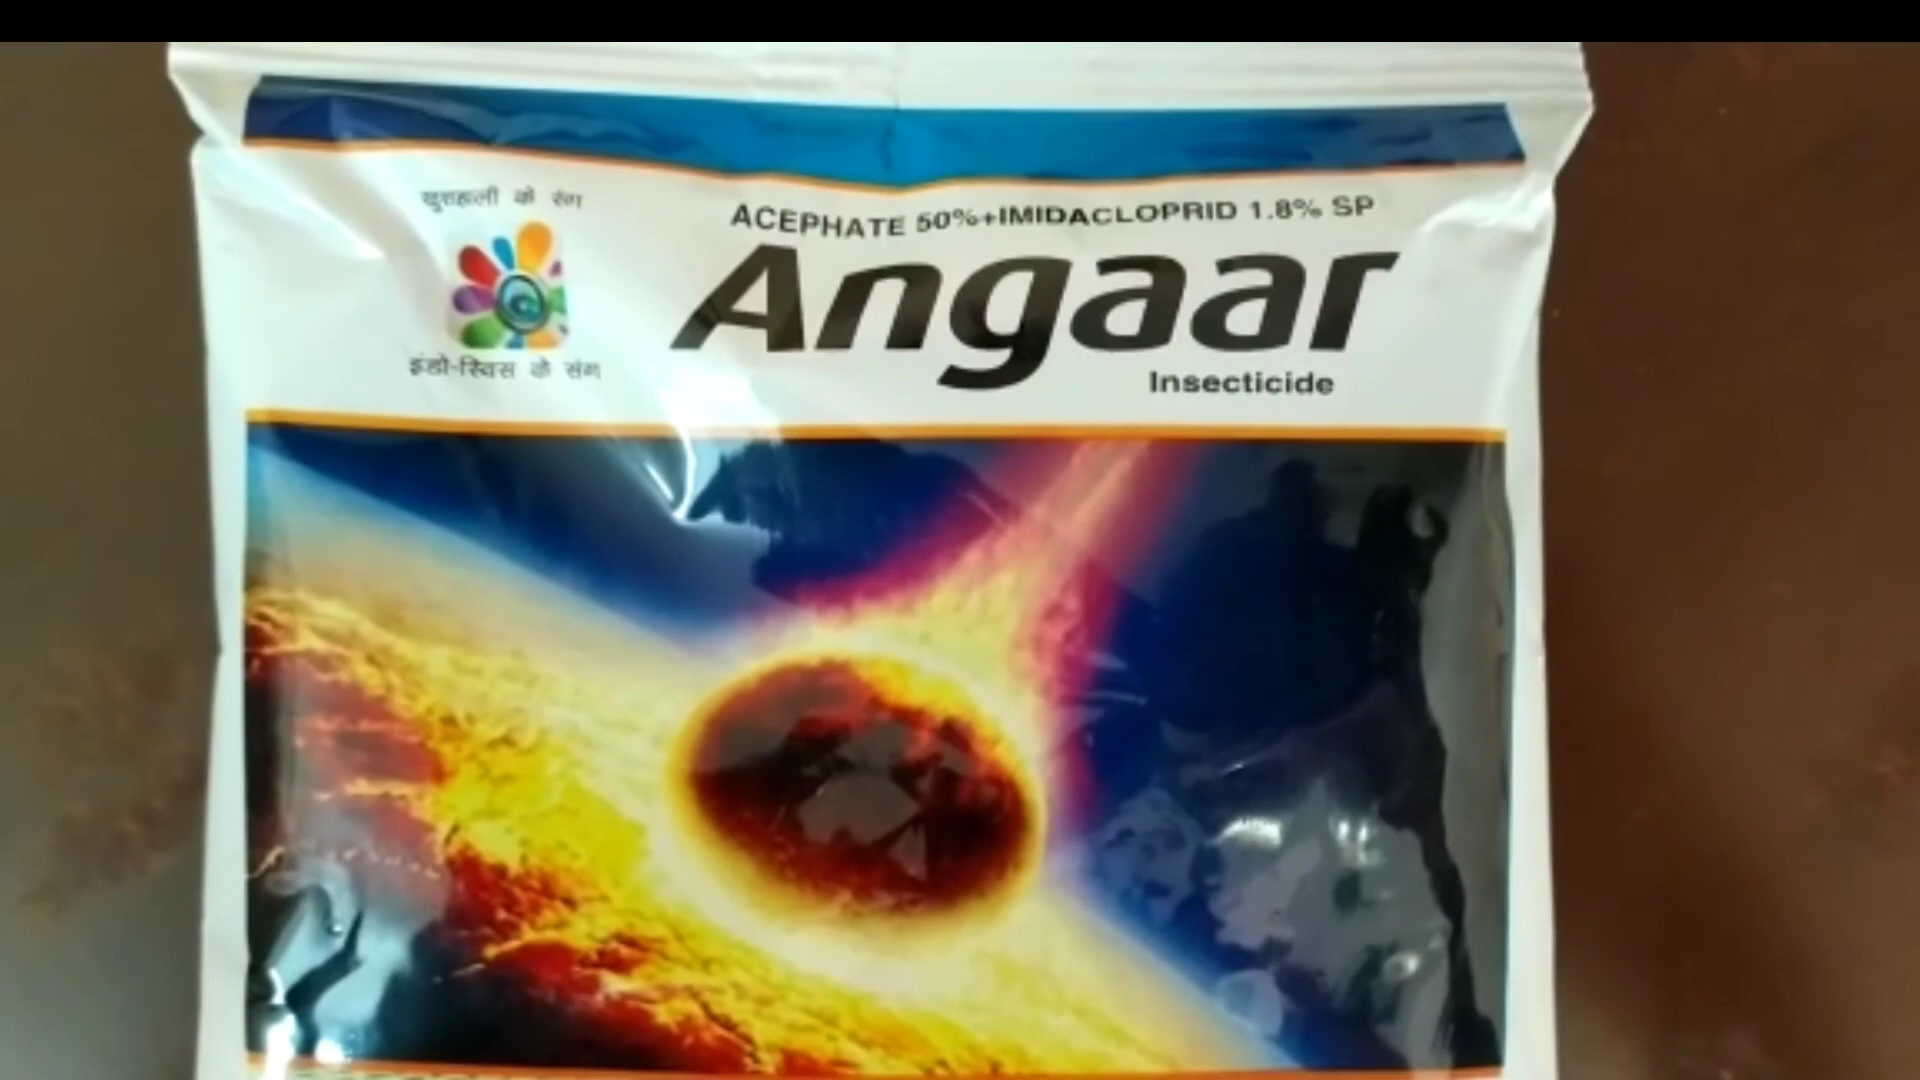 खुशहाली के रंग
इंडो-स्विस के संग
ACEPHATE 50%+IMIDACLOPRID 1.8% SP
Angaar
Insecticide